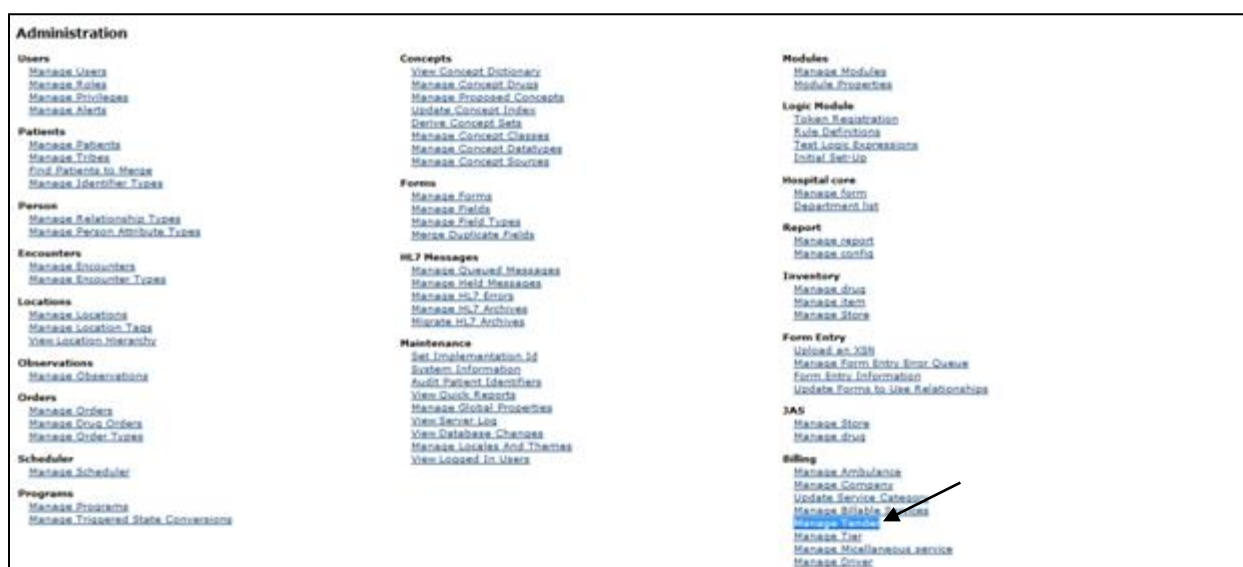 Administration
Users
Manage Users
Manage Roles
Manage Privileges
Manage Alerts
Patients
Manage Patients
Manage Tribes
Find Patients to Merge
Manage Identifier Types
Person
Manage Relationship Types
Manage Person Attribute Types
Encounters
Manage Encounters
Manage Encounter Types
Locations
Manage Locations
Manage Location Tags
View Location Hierarchy
Observations
Manage Observations
Orders
Manage Orders
Manage Drug Orders
Manage Order Types
Scheduler
Manage Scheduler
Programs
Manage Programs
Manage Triggered State Conversions
Concepts
View Concept Dictionary
Manage Concept Drugs
Manage Proposed Concepts
Update Concept Index
Derive Concept Sets
Manage Concept Classes
Manage Concept Datatypes
Manage Concept Sources
Forms
Manage Forms
Manage Fields
Manage Field Types
Merge Duplicate Fields
HL7 Messages
Manage Queued Messages
Manage Held Messages
Manage HL7 Errors
Manage HL7 Archives
Migrate HL7 Archives
Maintenance
Set Implementation Id
System Information
Audit Patient Identifiers
View Quick Reports
Manage Global Properties
View Server Log
View Database Changes
Manage Locales And Themes
View Logged In Users
Modules
Manage Modules
Module Properties
Logic Module
Token Registration
Rule Definitions
Test Logic Expressions
Initial Set-Up
Hospital core
Manage form
Department list
Report
Manage report
Manage config
Inventory
Manage drug
Manage item
Manage Store
Form Entry
Upload an XSN
Manage Form Entry Error Queue
Form Entry Information
Update Forms to Use Relationships
JAS
Manage Store
Manage drug
Billing
Manage Ambulance
Manage Company
Update Service Category
Manage Billable Services
Manage Tender
Manage Tier
Manage Micellaneous service
Manage Driver